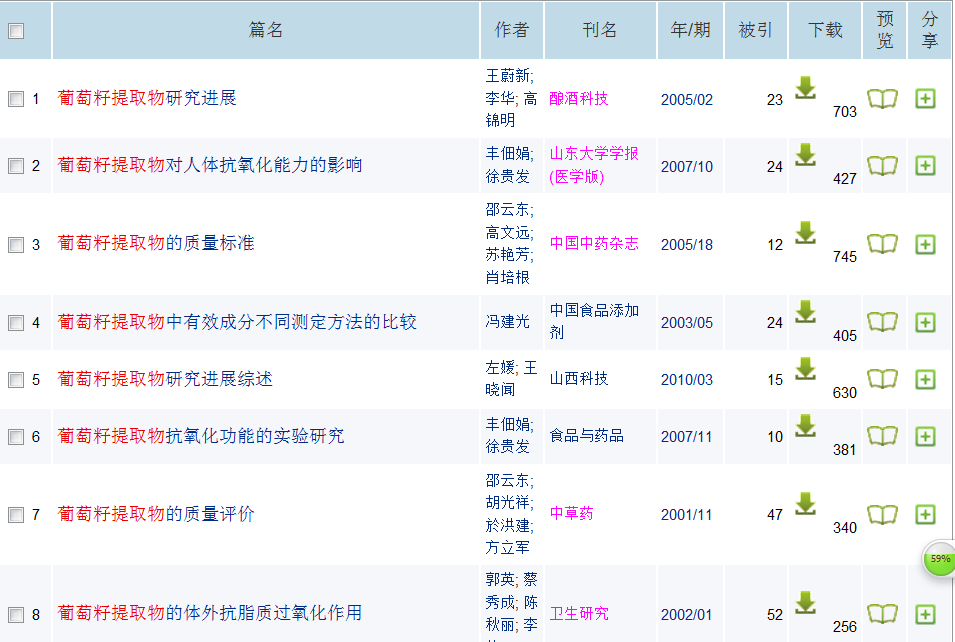 篇名 作者 刊名 年/期 被引 下载 预览 分享
1 葡萄籽提取物研究进展 王蔚新; 李华; 高锦明 酿酒科技 2005/02 23 703
2 葡萄籽提取物对人体抗氧化能力的影响 丰佃娟; 徐贵发 山东大学学报(医学版) 2007/10 24 427
3 葡萄籽提取物的质量标准 邵云东; 高文远; 苏艳芳; 肖培根 中国中药杂志 2005/18 12 745
4 葡萄籽提取物中有效成分不同测定方法的比较 冯建光 中国食品添加剂 2003/05 24 405
5 葡萄籽提取物研究进展综述 左媛; 王晓闻 山西科技 2010/03 15 630
6 葡萄籽提取物抗氧化功能的实验研究 丰佃娟; 徐贵发 食品与药品 2007/11 10 381
7 葡萄籽提取物的质量评价 邵云东; 胡光祥; 於洪建; 方立军 中草药 2001/11 47 340
59%
8 葡萄籽提取物的体外抗脂质过氧化作用 郭英; 蔡秀成; 陈秋丽; 李 卫生研究 2002/01 52 256